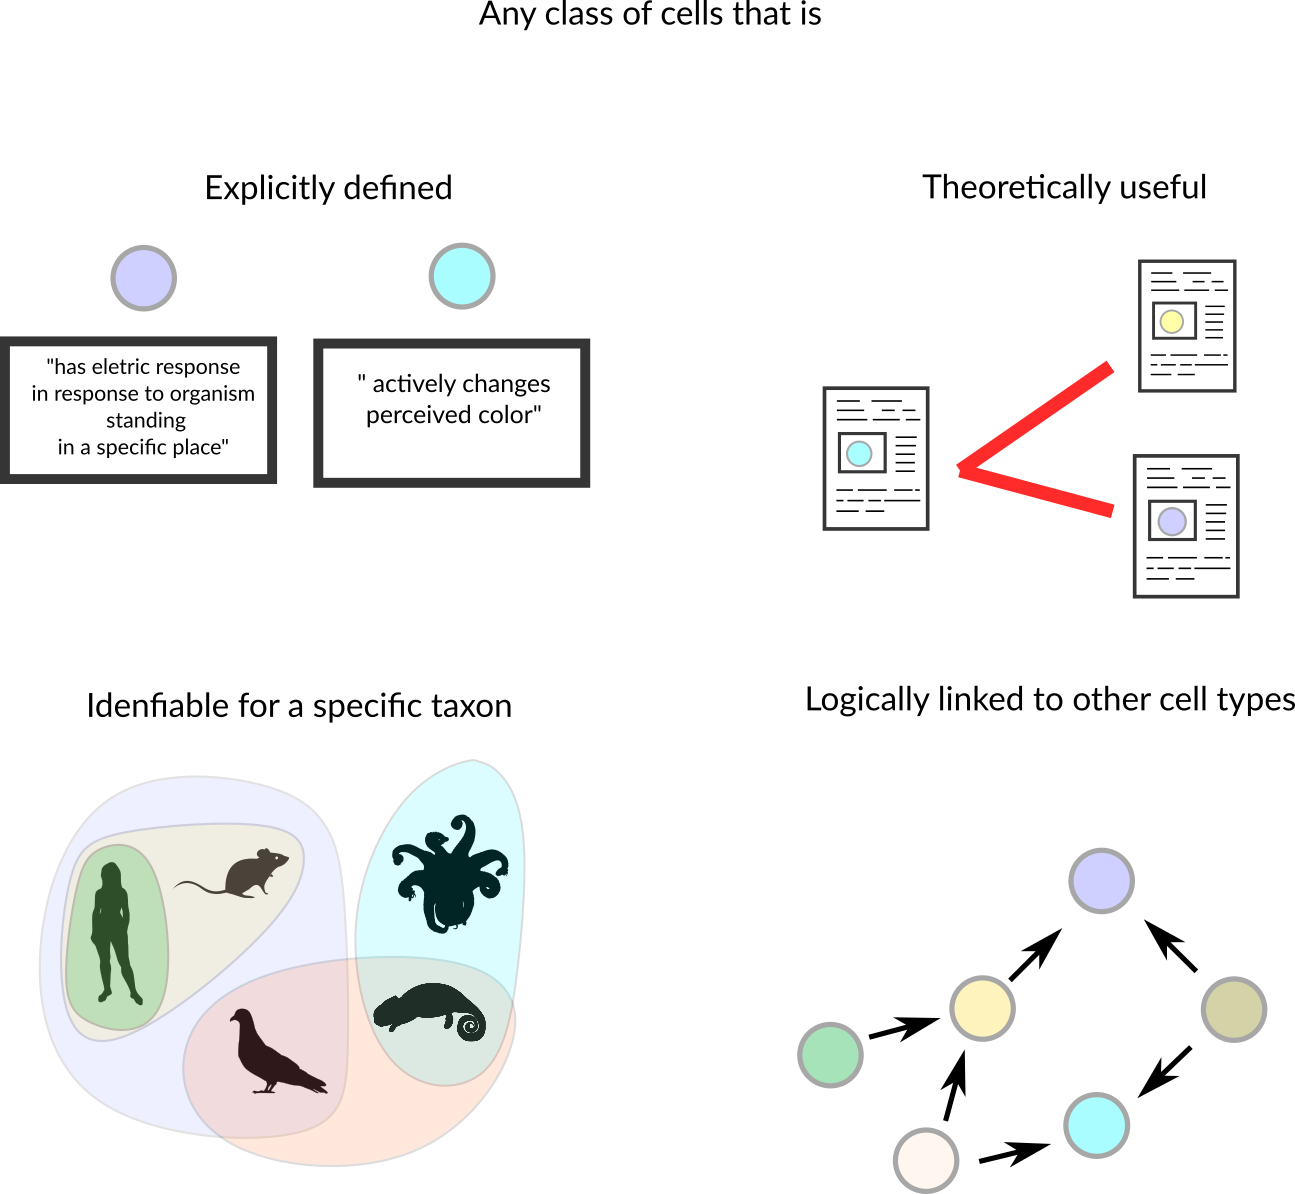 Any class of cells that is
Explicitly defined
Theoretically useful
"has eletric response
in response to organism
standing
in a specific place"
" actively changes
perceived color"
Idenfiable for a specific taxon
Logically linked to other cell types